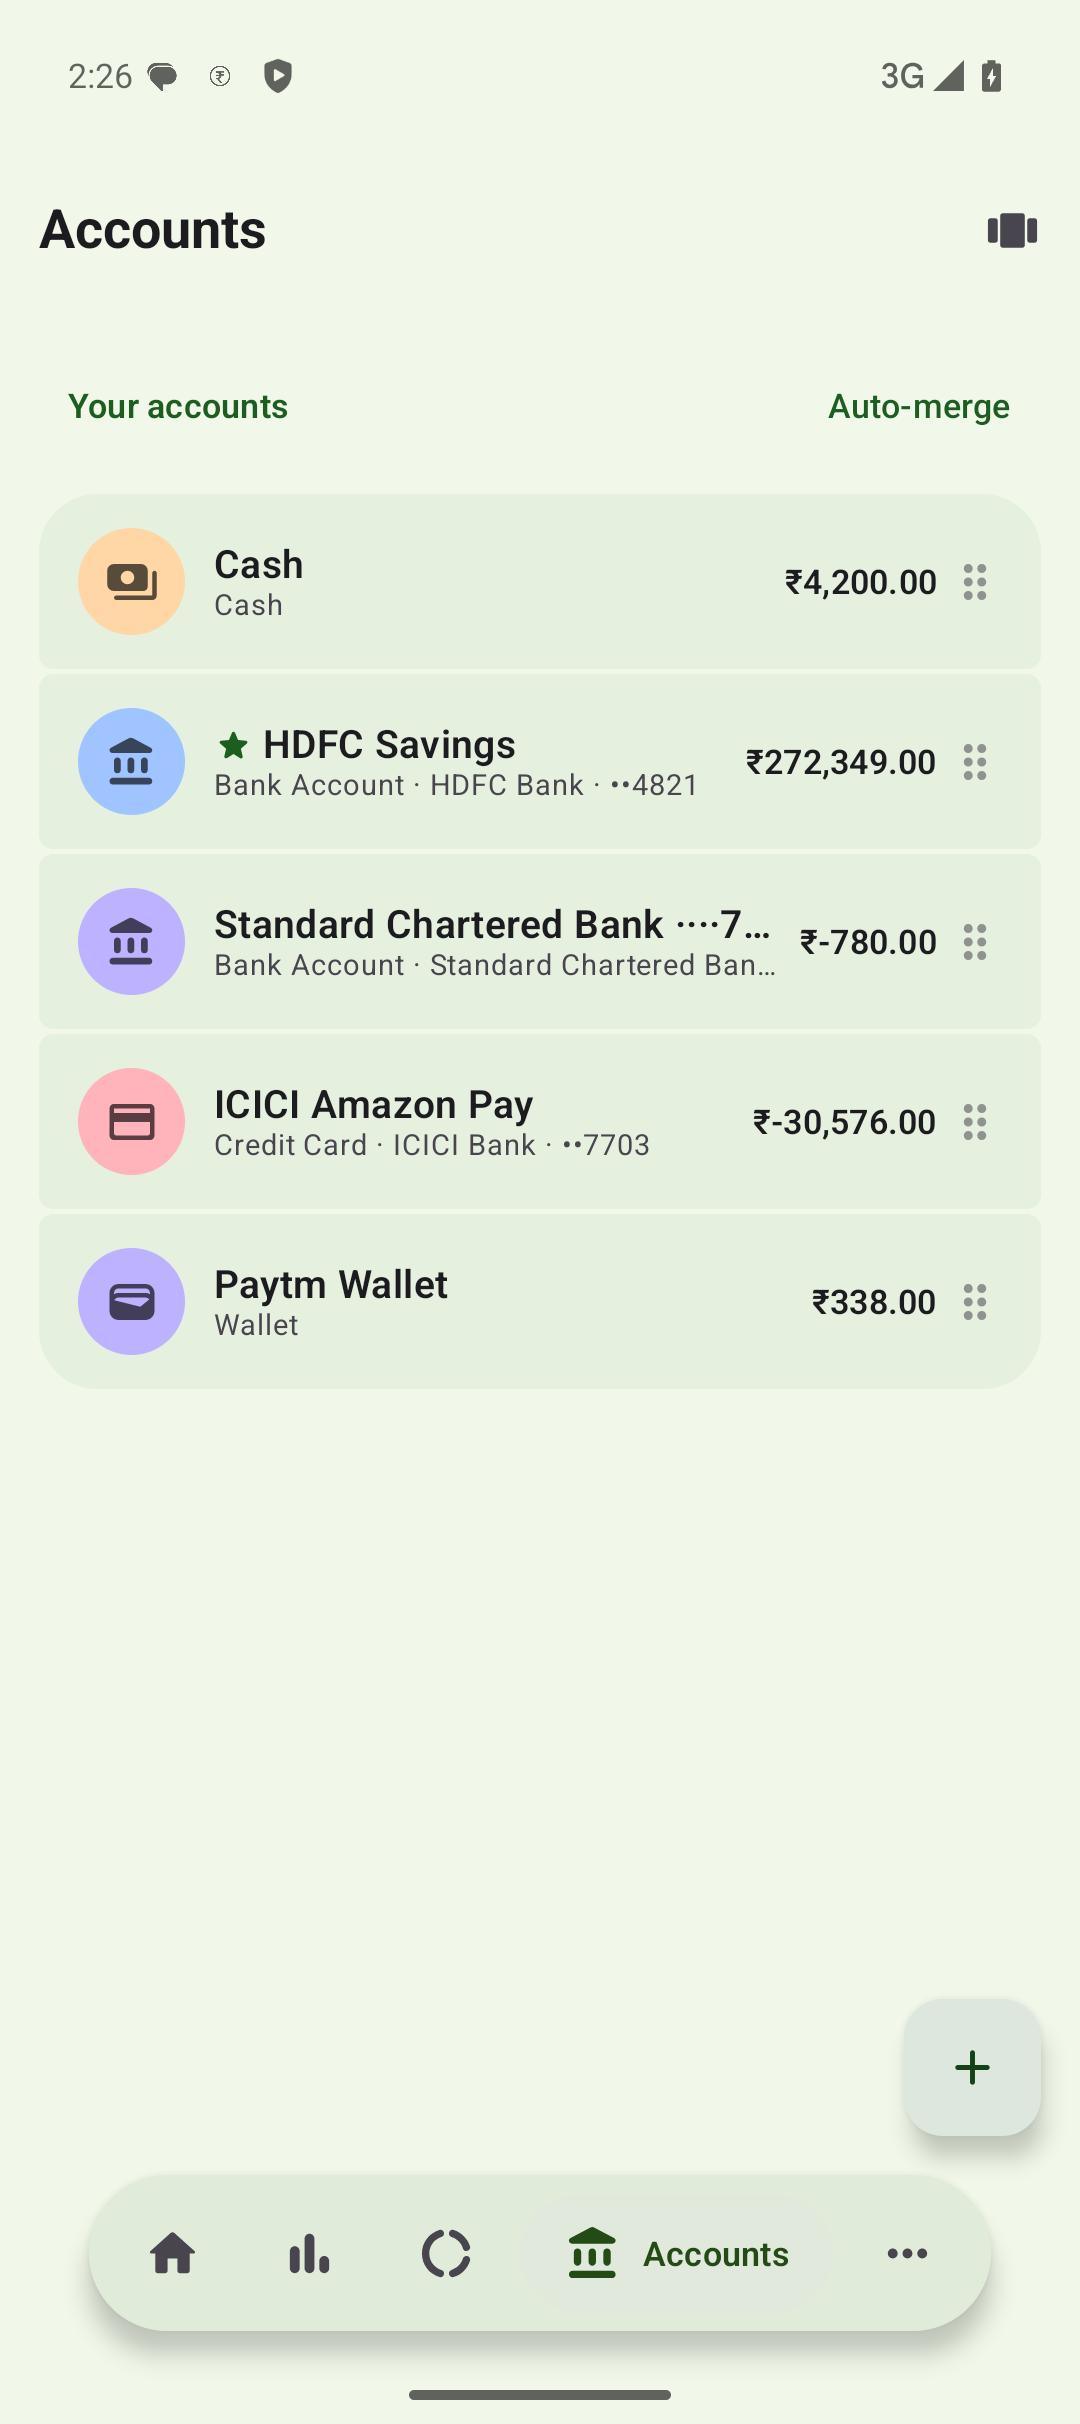 2:26
3G
Accounts
Your accounts
Auto-merge
Cash
Cash
₹4,200.00
HDFC Savings
Bank Account · HDFC Bank · ••4821
₹272,349.00
Standard Chartered Bank ····7…
Bank Account · Standard Chartered Ban…
₹-780.00
ICICI Amazon Pay
Credit Card · ICICI Bank · ••7703
₹-30,576.00
Paytm Wallet
Wallet
₹338.00
Accounts